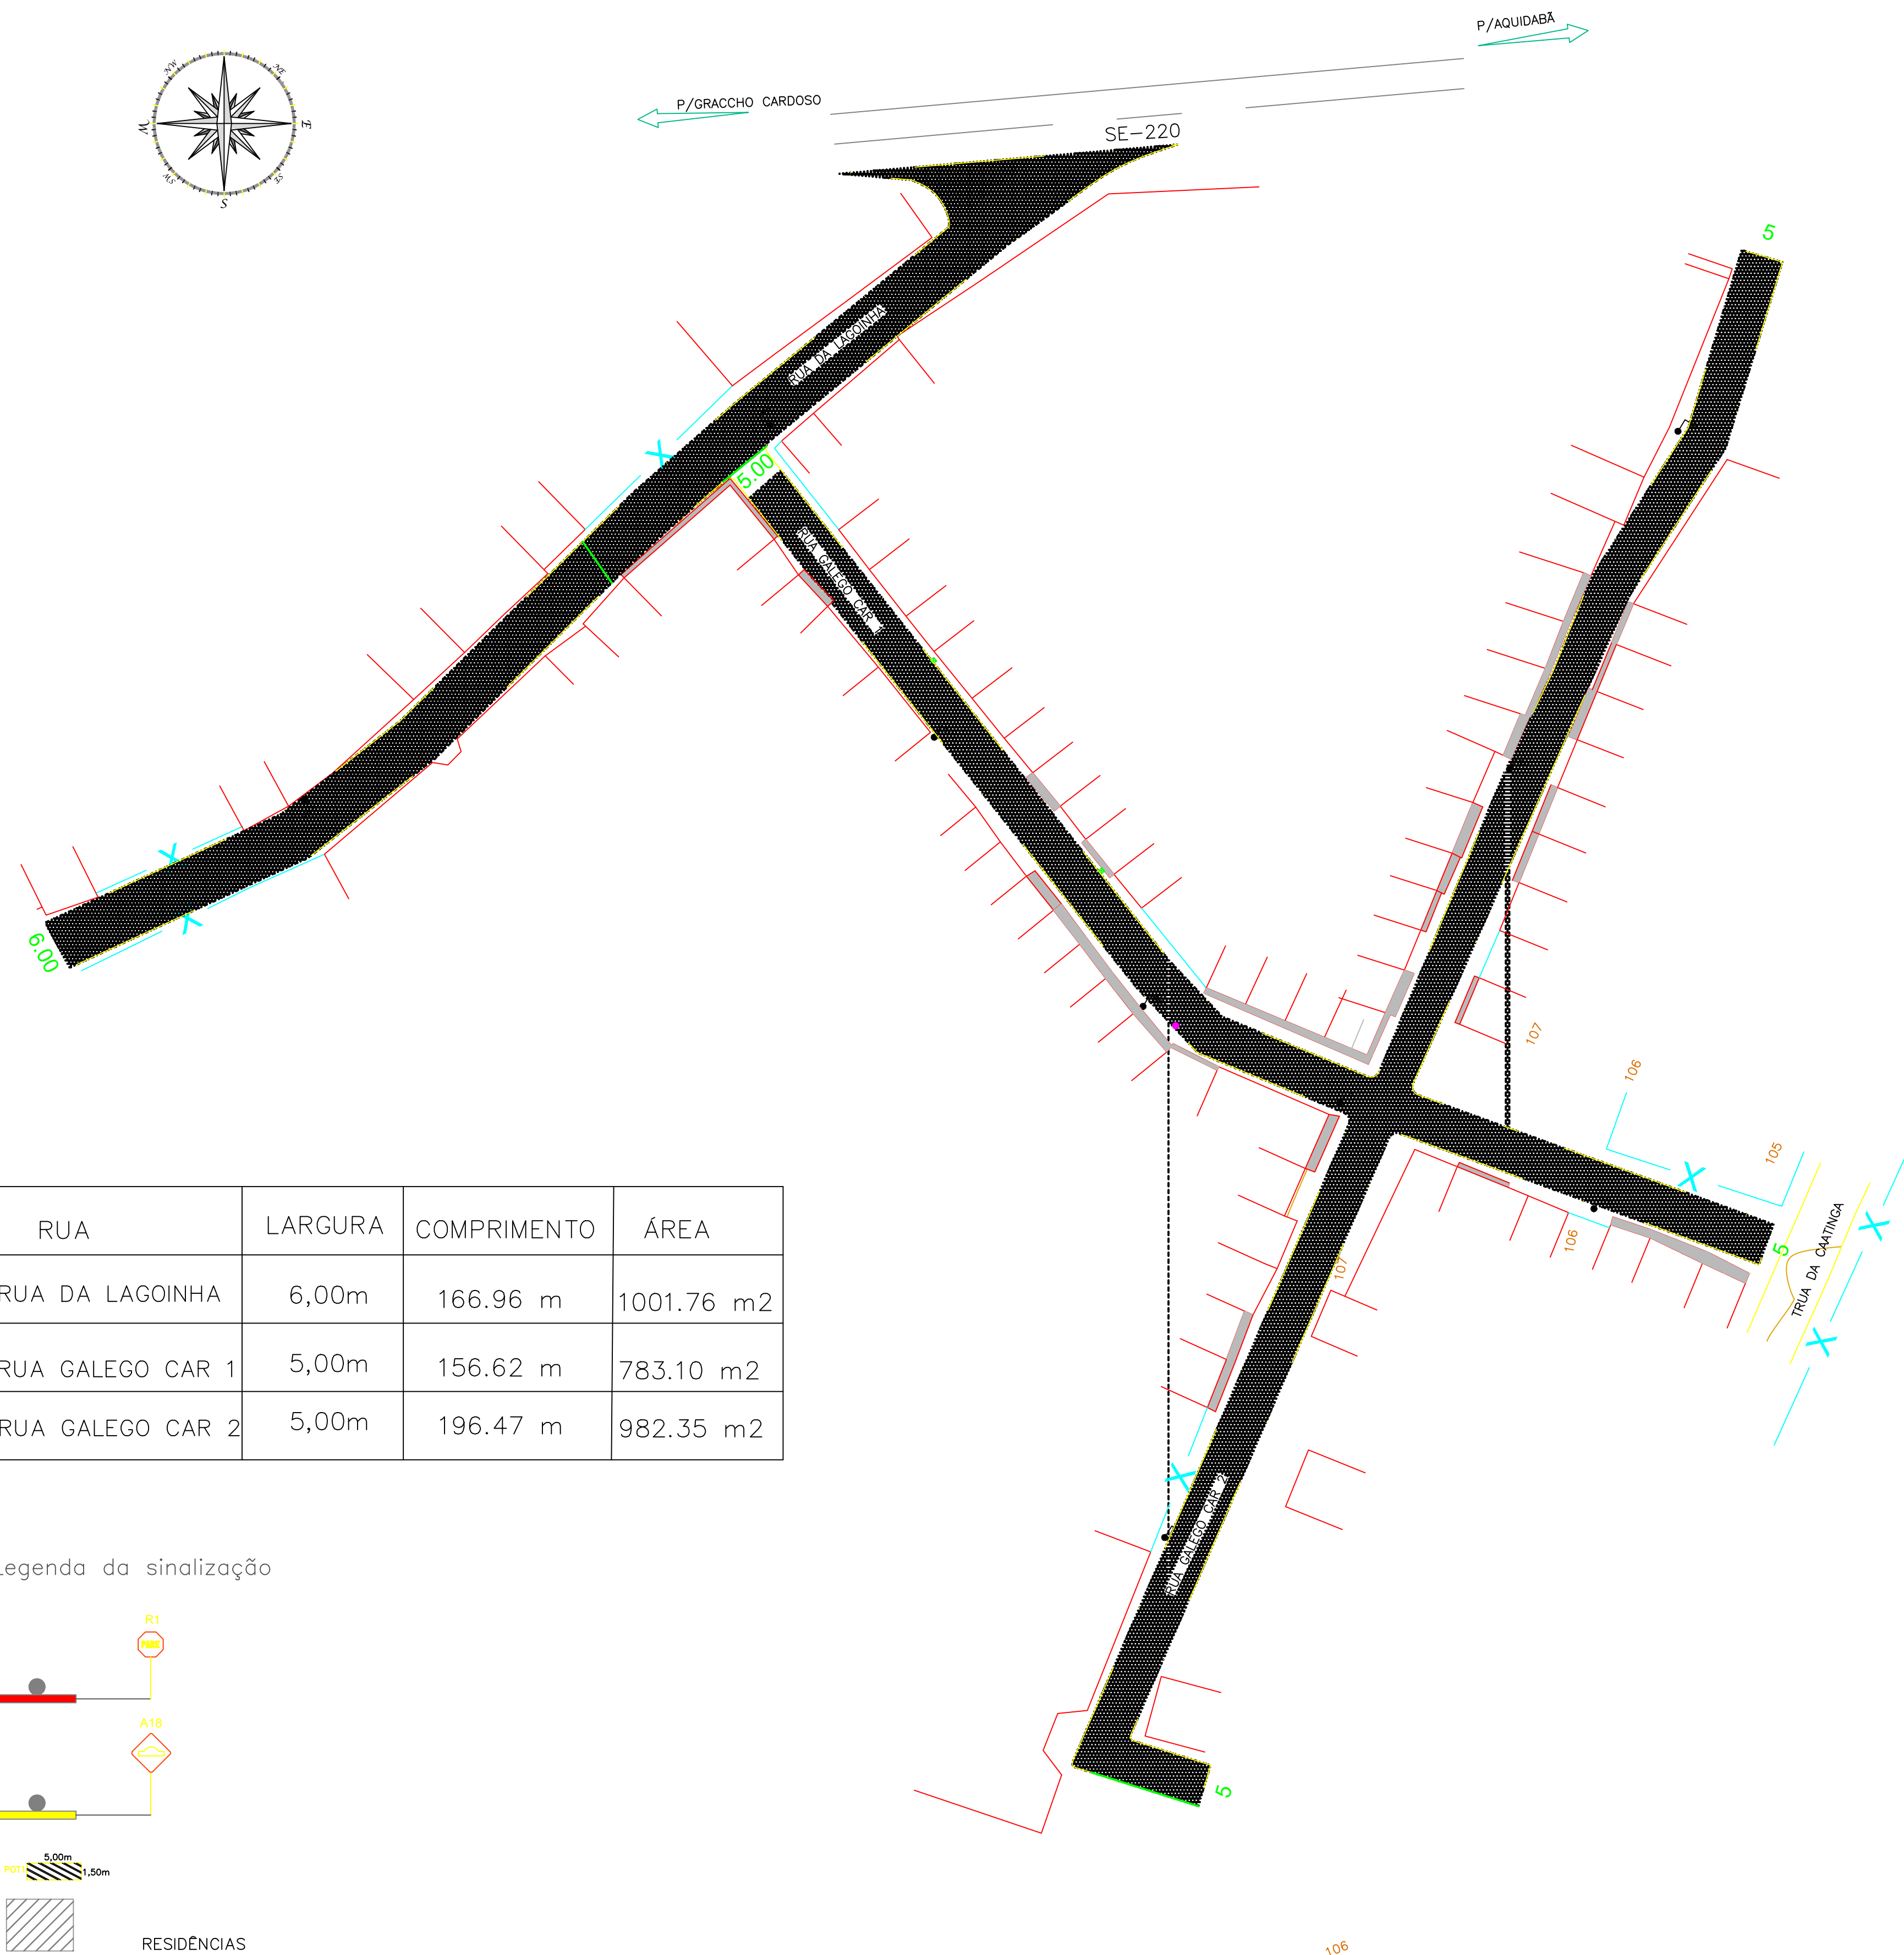 P/AQUIDABÃ
P/GRACCHO CARDOSO
SE-220
NW
NE
W
E
SW
SE
S
5
RUA DA LAGOINHA
5.00
RUA GALEGO CAR 1
6.00
107
106
105
TRUA DA CAATINGA
5
106
107
RUA LARGURA COMPRIMENTO ÁREA
RUA DA LAGOINHA 6,00m 166.96 m 1001.76 m2
RUA GALEGO CAR 1 5,00m 156.62 m 783.10 m2
RUA GALEGO CAR 2 5,00m 196.47 m 982.35 m2
RUA GALEGO CAR 2
Legenda da sinalização
R1
PARE
A18
5
5,00m
1,50m
RESIDÊNCIAS
106